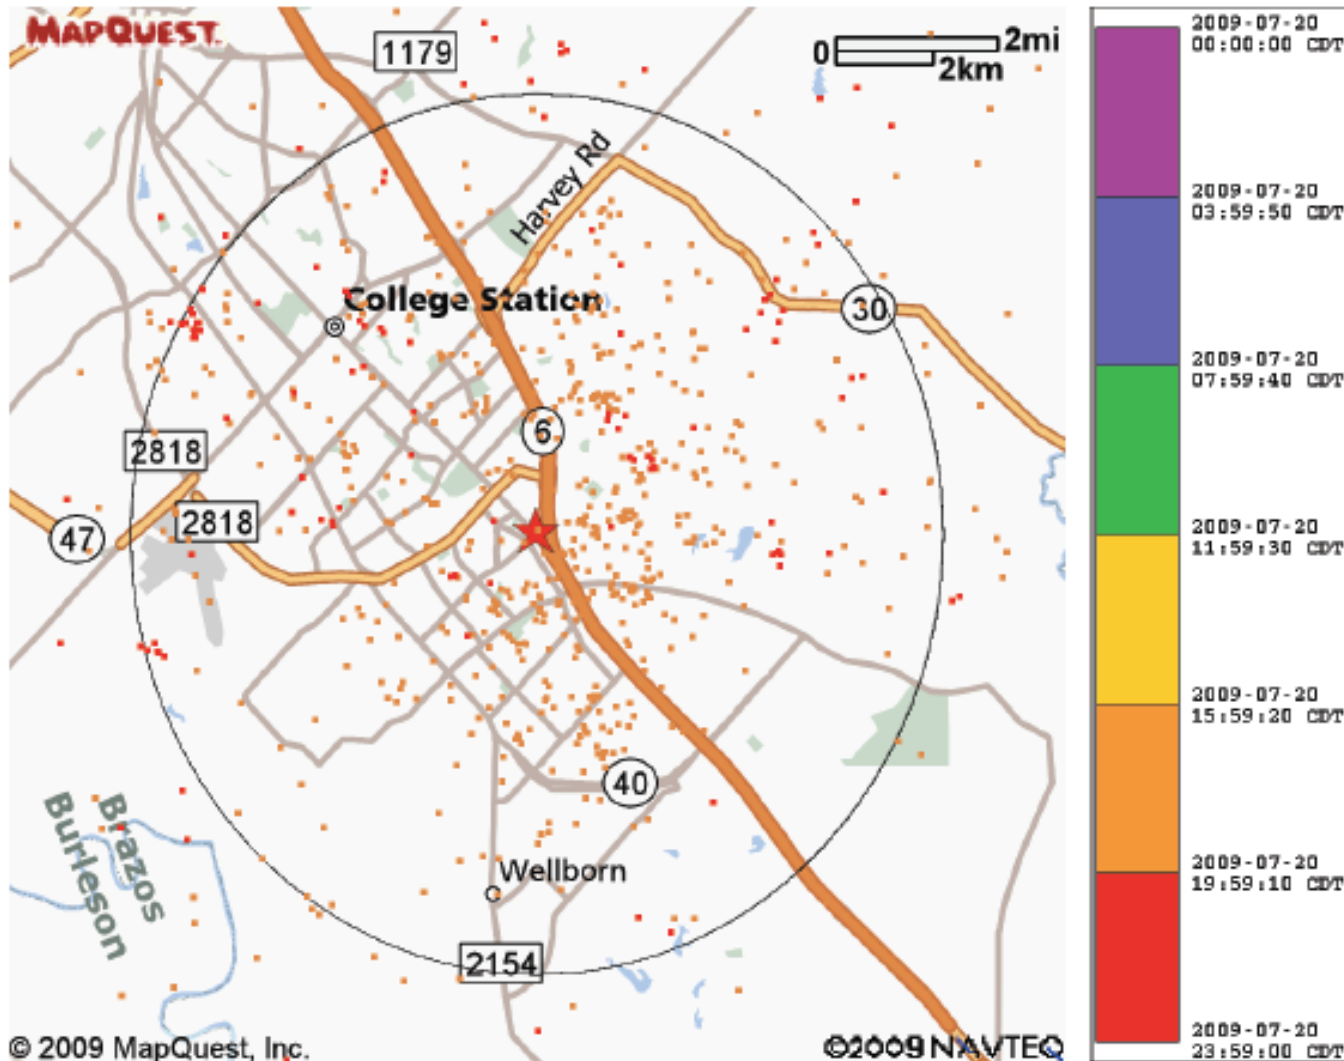 MAPQUEST.
1179
0
2mi
2km
Harvey Rd
College Station
30
6
2818
2818
47
40
Brazos
Burleson
Wellborn
2154
© 2009 MapQuest, Inc.
©2009 NAVTEQ
2009-07-20
00:00:00 CDT
2009-07-20
03:59:50 CDT
2009-07-20
07:59:40 CDT
2009-07-20
11:59:30 CDT
2009-07-20
15:59:20 CDT
2009-07-20
19:59:10 CDT
2009-07-20
23:59:00 CDT